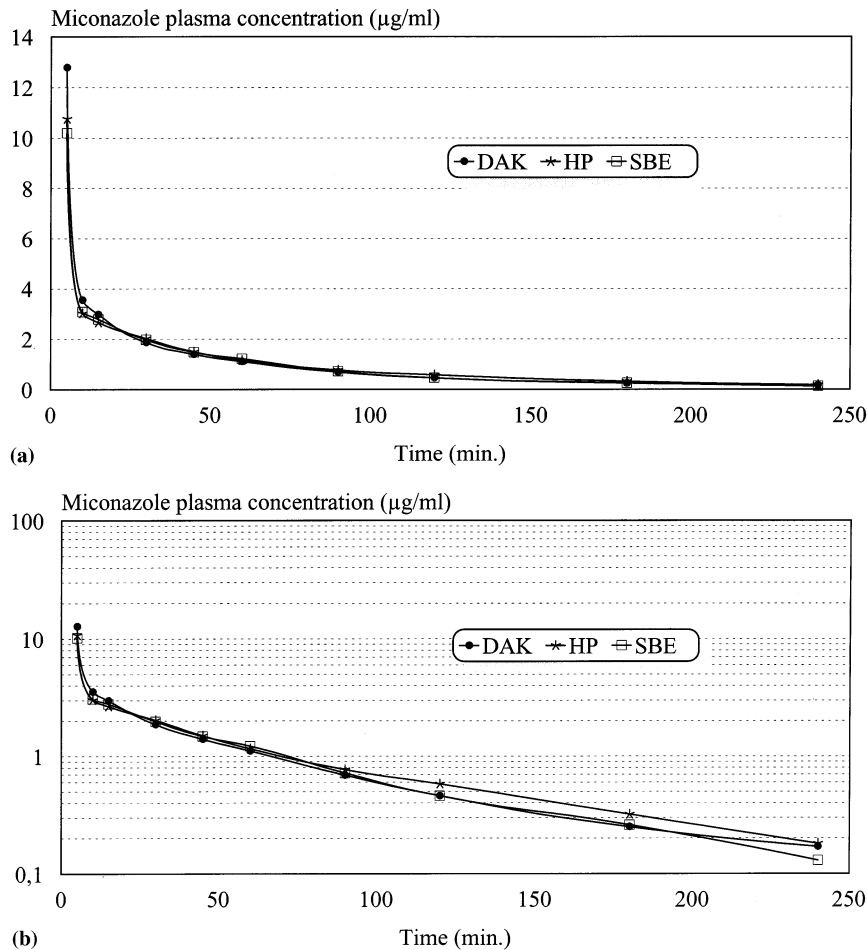 Miconazole plasma concentration (µg/ml)
14
12
10
8
6
4
2
0
DAK HP SBE
0 50 100 150 200 250
(a) Time (min.)
Miconazole plasma concentration (µg/ml)
100
10
1
0,1
DAK HP SBE
0 50 100 150 200 250
(b) Time (min.)